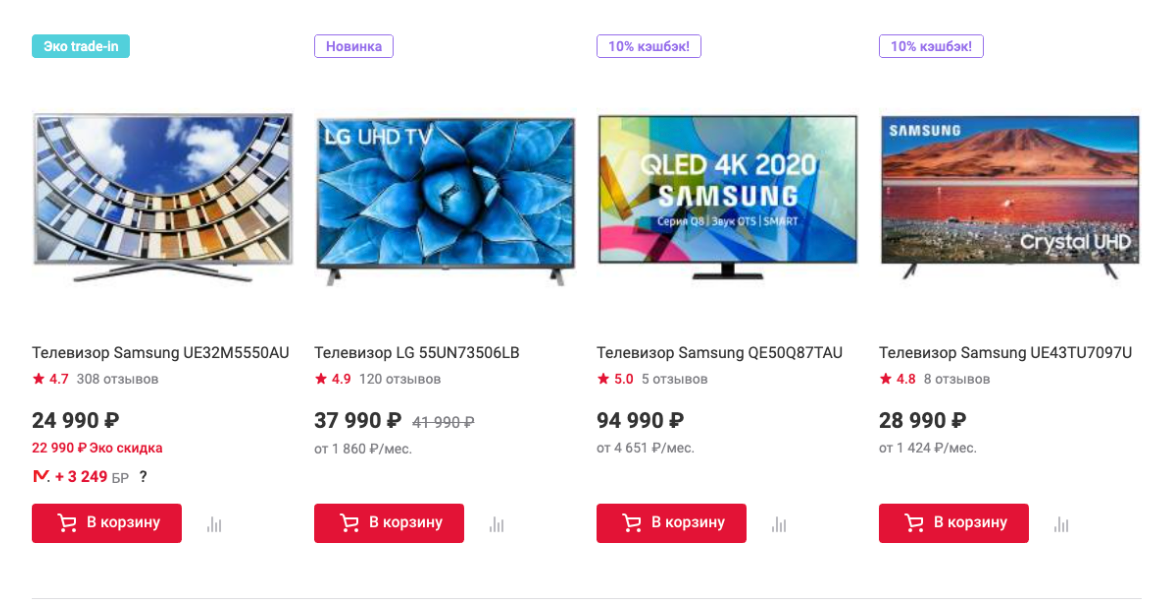 Эко trade-in
Новинка
10% кэшбэк!
10% кэшбэк!
LG UHD TV
QLED 4K 2020
SAMSUNG
Серия Q8 | Звук OTS | SMART
SAMSUNG
Crystal UHD
Телевизор Samsung UE32M5550AU
★ 4.7 308 отзывов
24 990 ₽
22 990 ₽ Эко скидка
М. + 3 249 БР ?
В корзину
Телевизор LG 55UN73506LB
★ 4.9 120 отзывов
37 990 ₽ 41 990 ₽
от 1 860 ₽/мес.
В корзину
Телевизор Samsung QE50Q87TAU
★ 5.0 5 отзывов
94 990 ₽
от 4 651 ₽/мес.
В корзину
Телевизор Samsung UE43TU7097U
★ 4.8 8 отзывов
28 990 ₽
от 1 424 ₽/мес.
В корзину